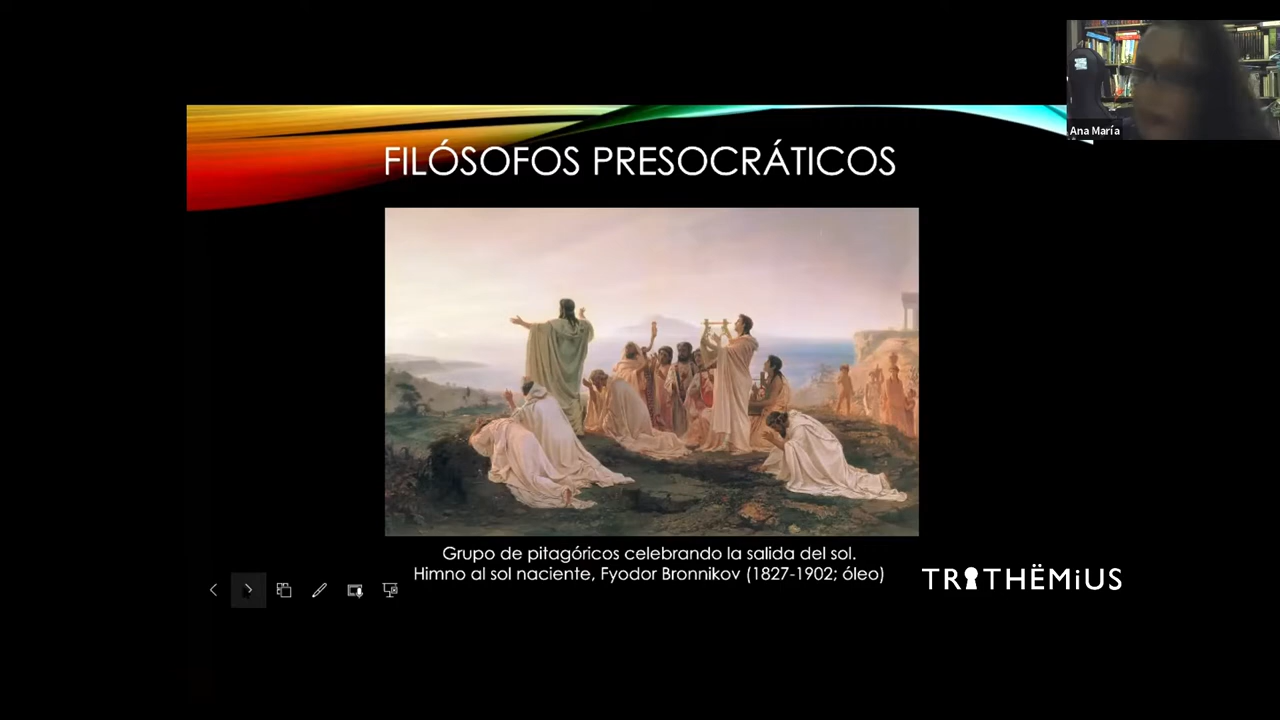 Ana María
FILÓSOFOS PRESOCRÁTICOS
Grupo de pitagóricos celebrando la salida del sol.
Himno al sol naciente, Fyodor Bronnikov (1827-1902; óleo)
TRITHËMiUS